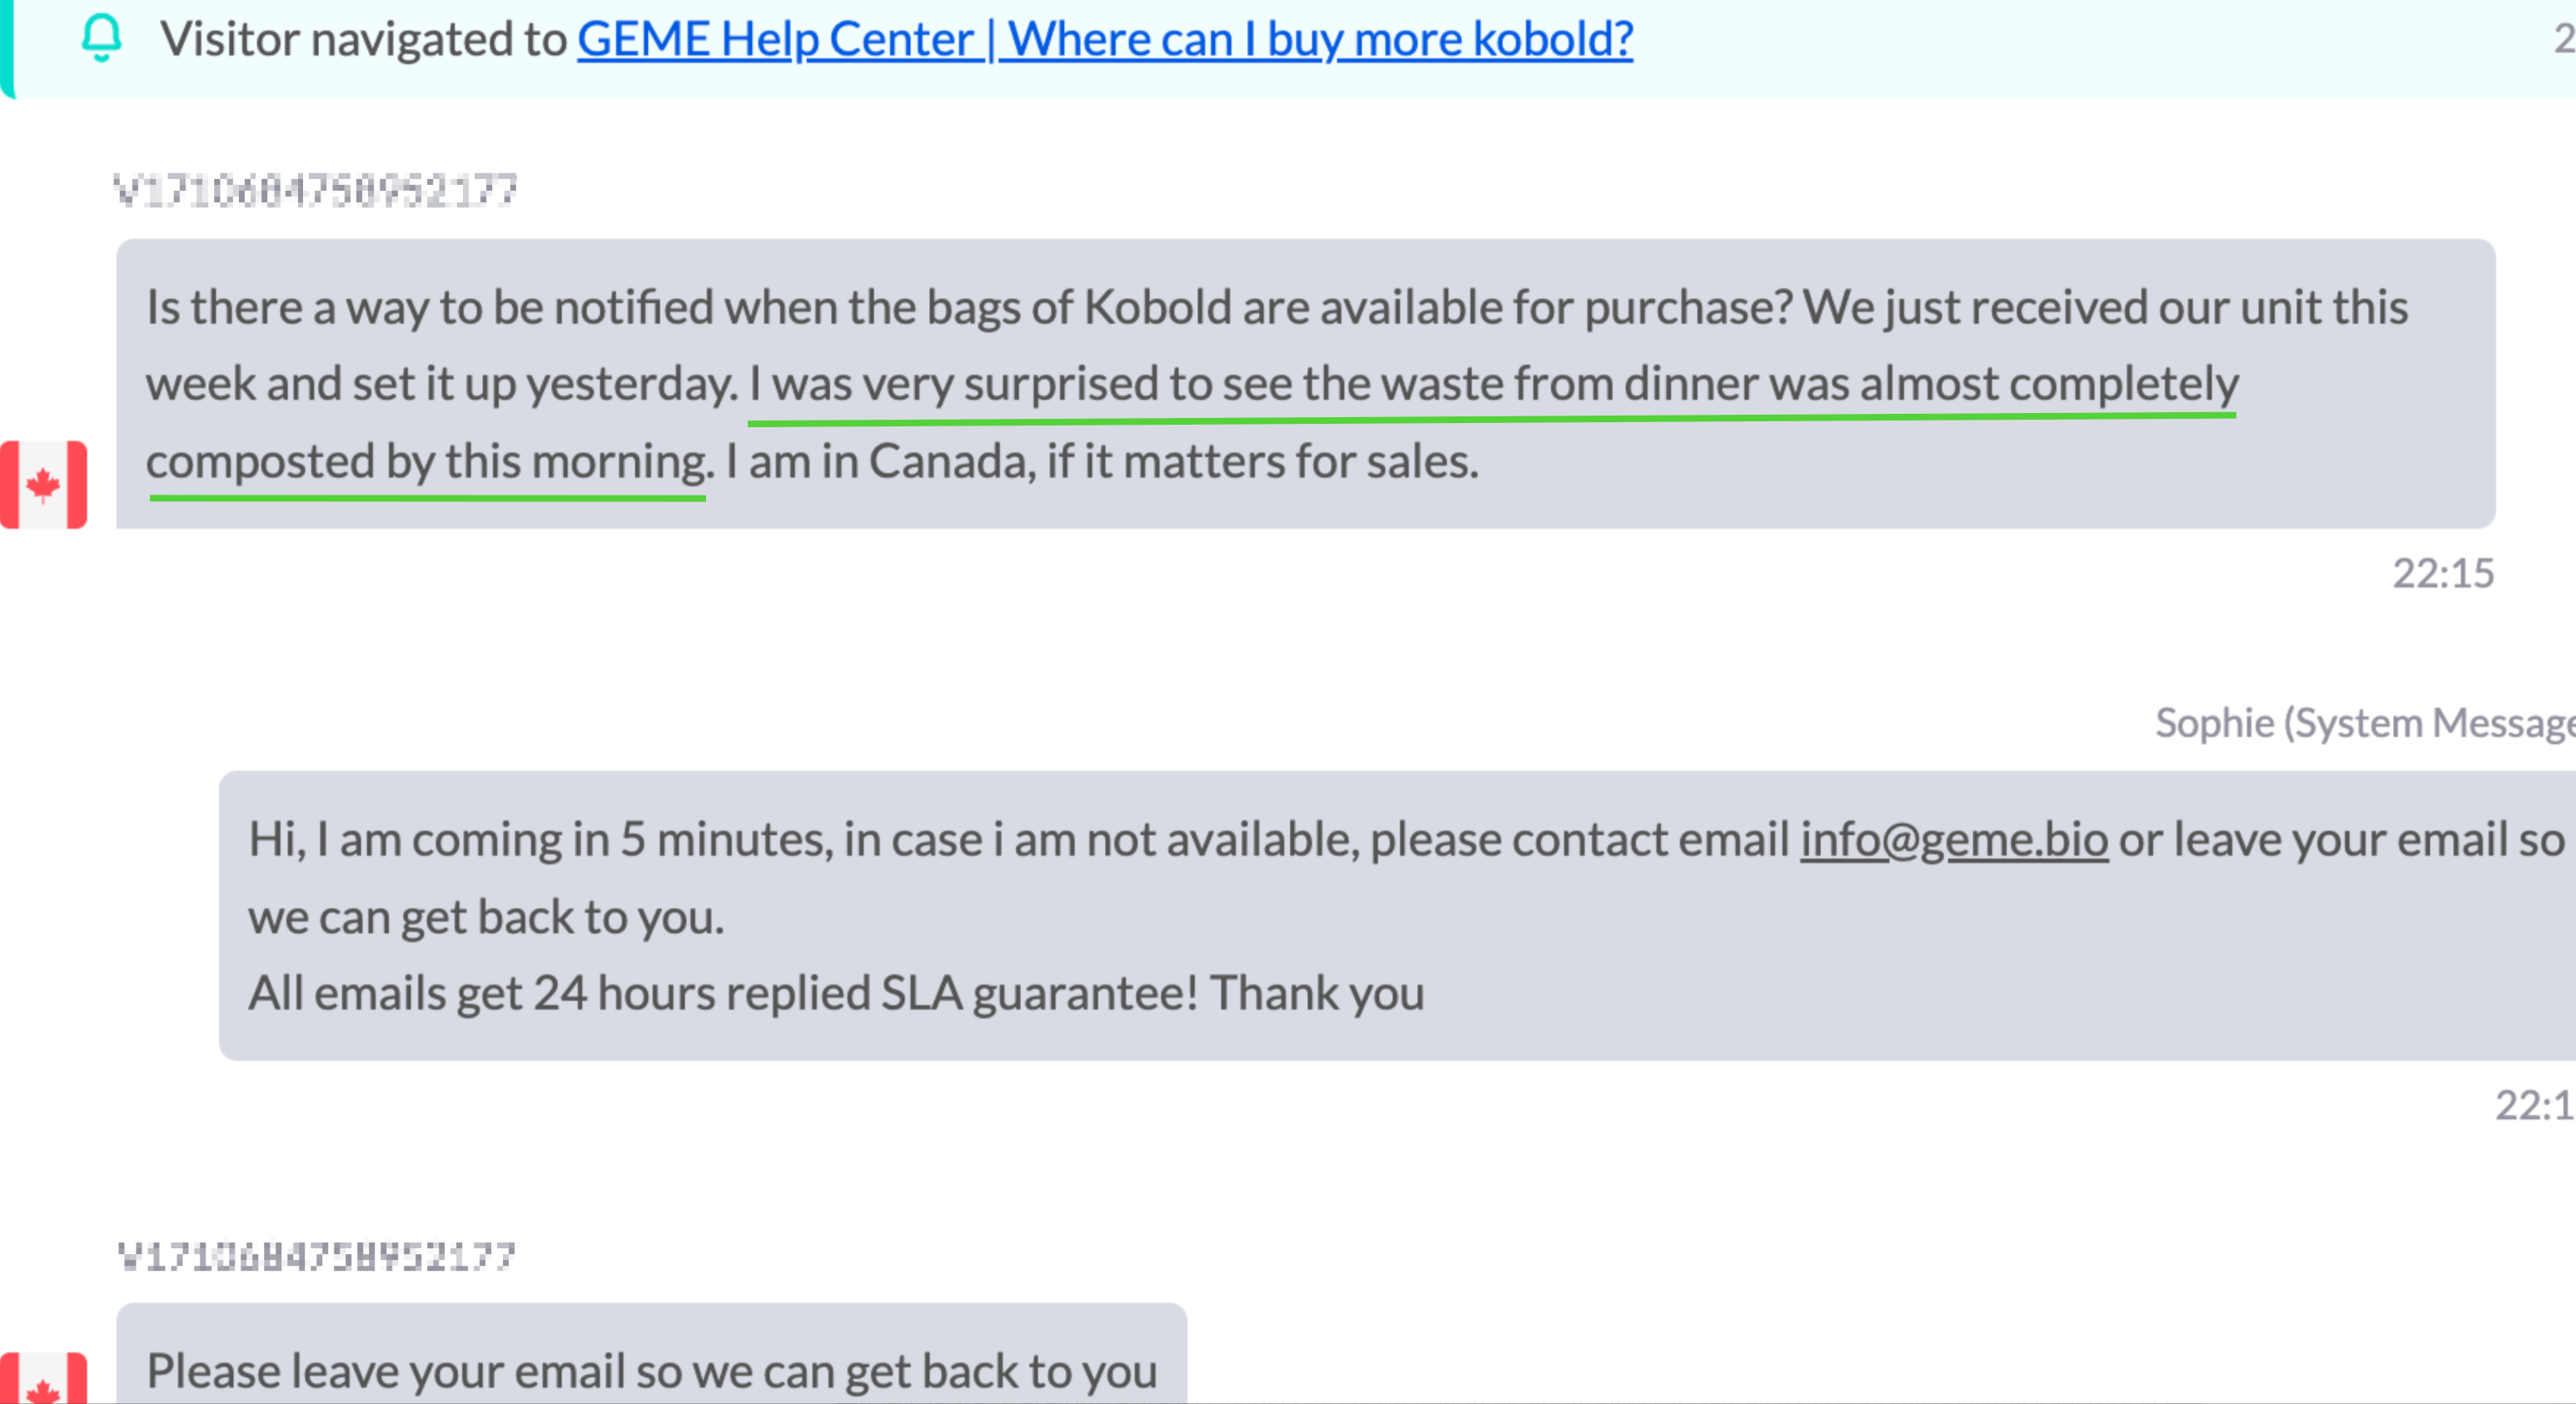 Visitor navigated to GEME Help Center | Where can I buy more kobold?
2
V1710684758952177
Is there a way to be notified when the bags of Kobold are available for purchase? We just received our unit this
week and set it up yesterday. I was very surprised to see the waste from dinner was almost completely
composted by this morning. I am in Canada, if it matters for sales.
22:15
Sophie (System Message
Hi, I am coming in 5 minutes, in case i am not available, please contact email info@geme.bio or leave your email so
we can get back to you.
All emails get 24 hours replied SLA guarantee! Thank you
22:1
V1710684758952177
Please leave your email so we can get back to you